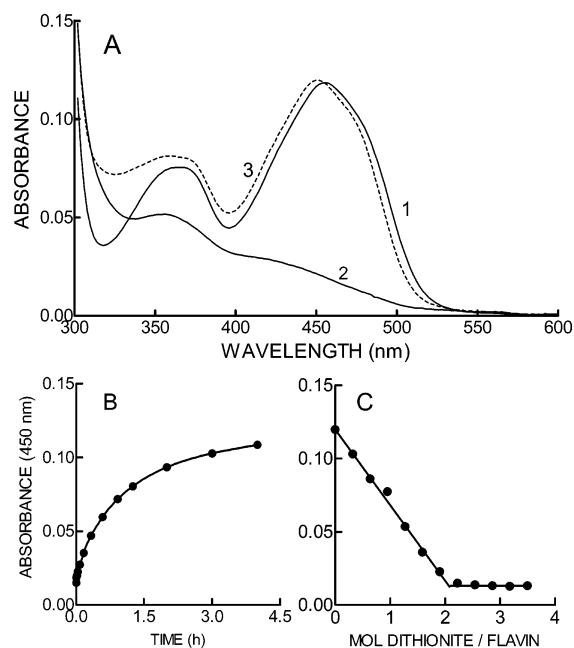 A
ABSORBANCE
0.15
0.10
0.05
0.00
3
1
2
300 350 400 450 500 550 600
WAVELENGTH (nm)
B
ABSORBANCE (450 nm)
0.15
0.10
0.05
0.00
0.0 1.5 3.0 4.5
TIME (h)
C
0.15
0.10
0.05
0.00
0 1 2 3 4
MOL DITHIONITE / FLAVIN